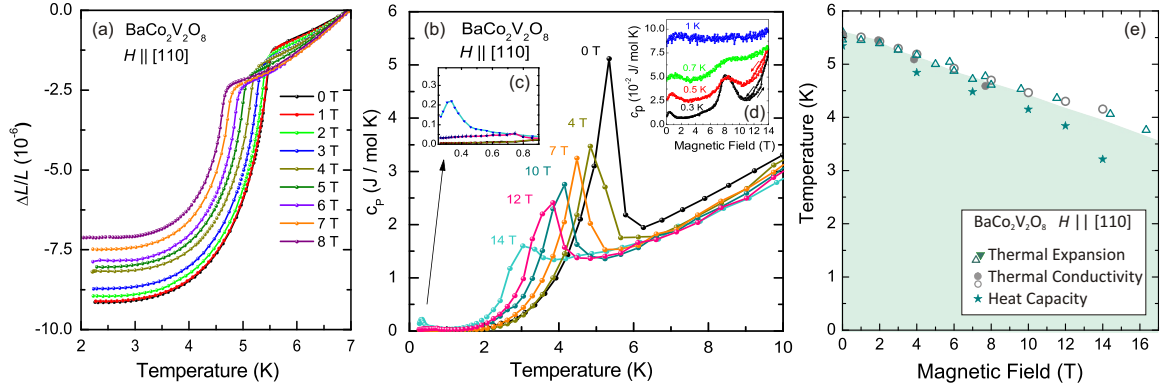 (a)
BaCo2V2O8
H || [110]
0 T
1 T
2 T
3 T
4 T
5 T
6 T
7 T
8 T
0.0
-2.5
-5.0
-7.5
-10.0
ΔL/L (10⁻⁶)
2 3 4 5 6 7
Temperature (K)
(b)
BaCo2V2O8
H || [110]
0 T
4 T
7 T
10 T
12 T
14 T
6
5
4
3
2
1
0
cP (J / mol K)
0 2 4 6 8 10
Temperature (K)
(c)
0.3
0.2
0.1
0.0
0.4 0.6 0.8
(d)
1 K
0.7 K
0.5 K
0.3 K
10.0
7.5
5.0
2.5
0.0
cp (10⁻² J/ mol K)
0 2 4 6 8 10 12 14
Magnetic Field (T)
(e)
6
5
4
3
2
1
0
Temperature (K)
BaCo2V2O8 H || [110]
Thermal Expansion
Thermal Conductivity
Heat Capacity
0 2 4 6 8 10 12 14 16
Magnetic Field (T)